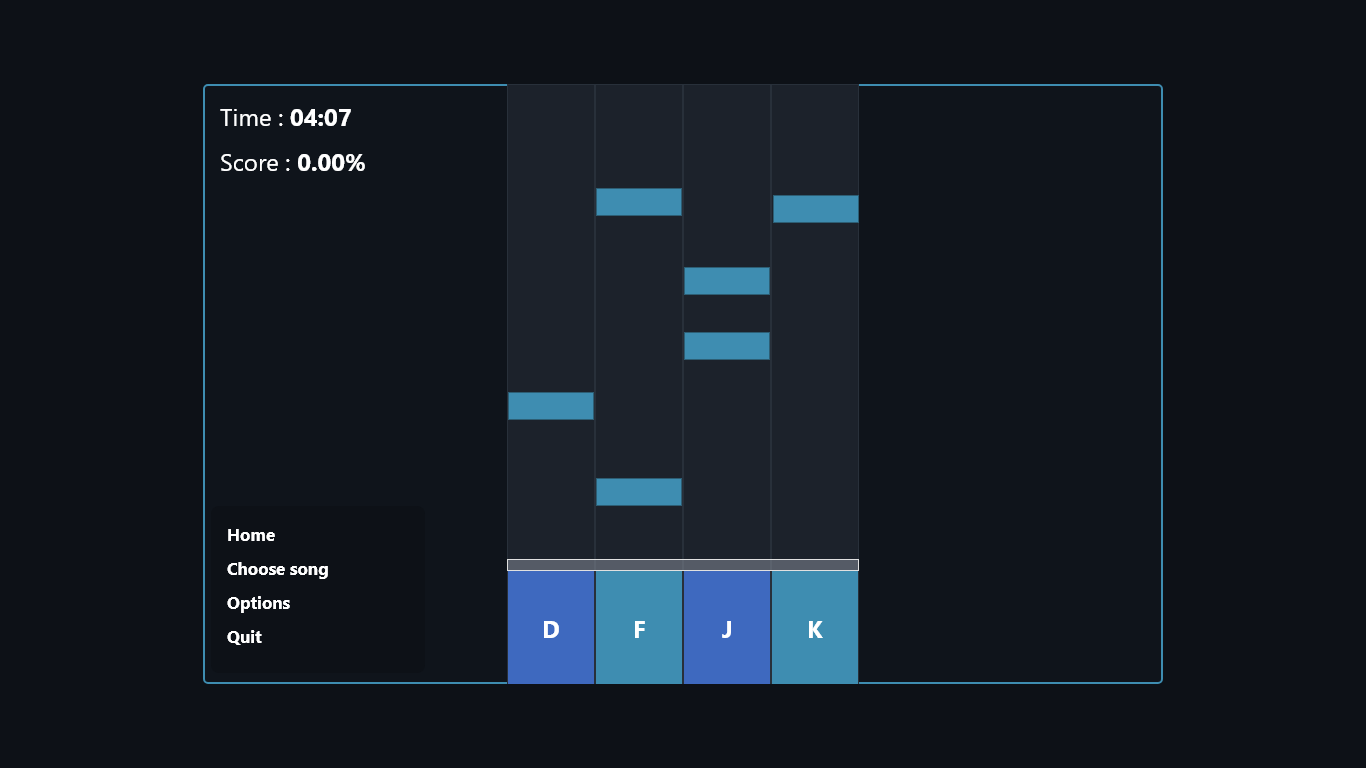 Time : 04:07
Score : 0.00%
Home
Choose song
Options
Quit
D F J K